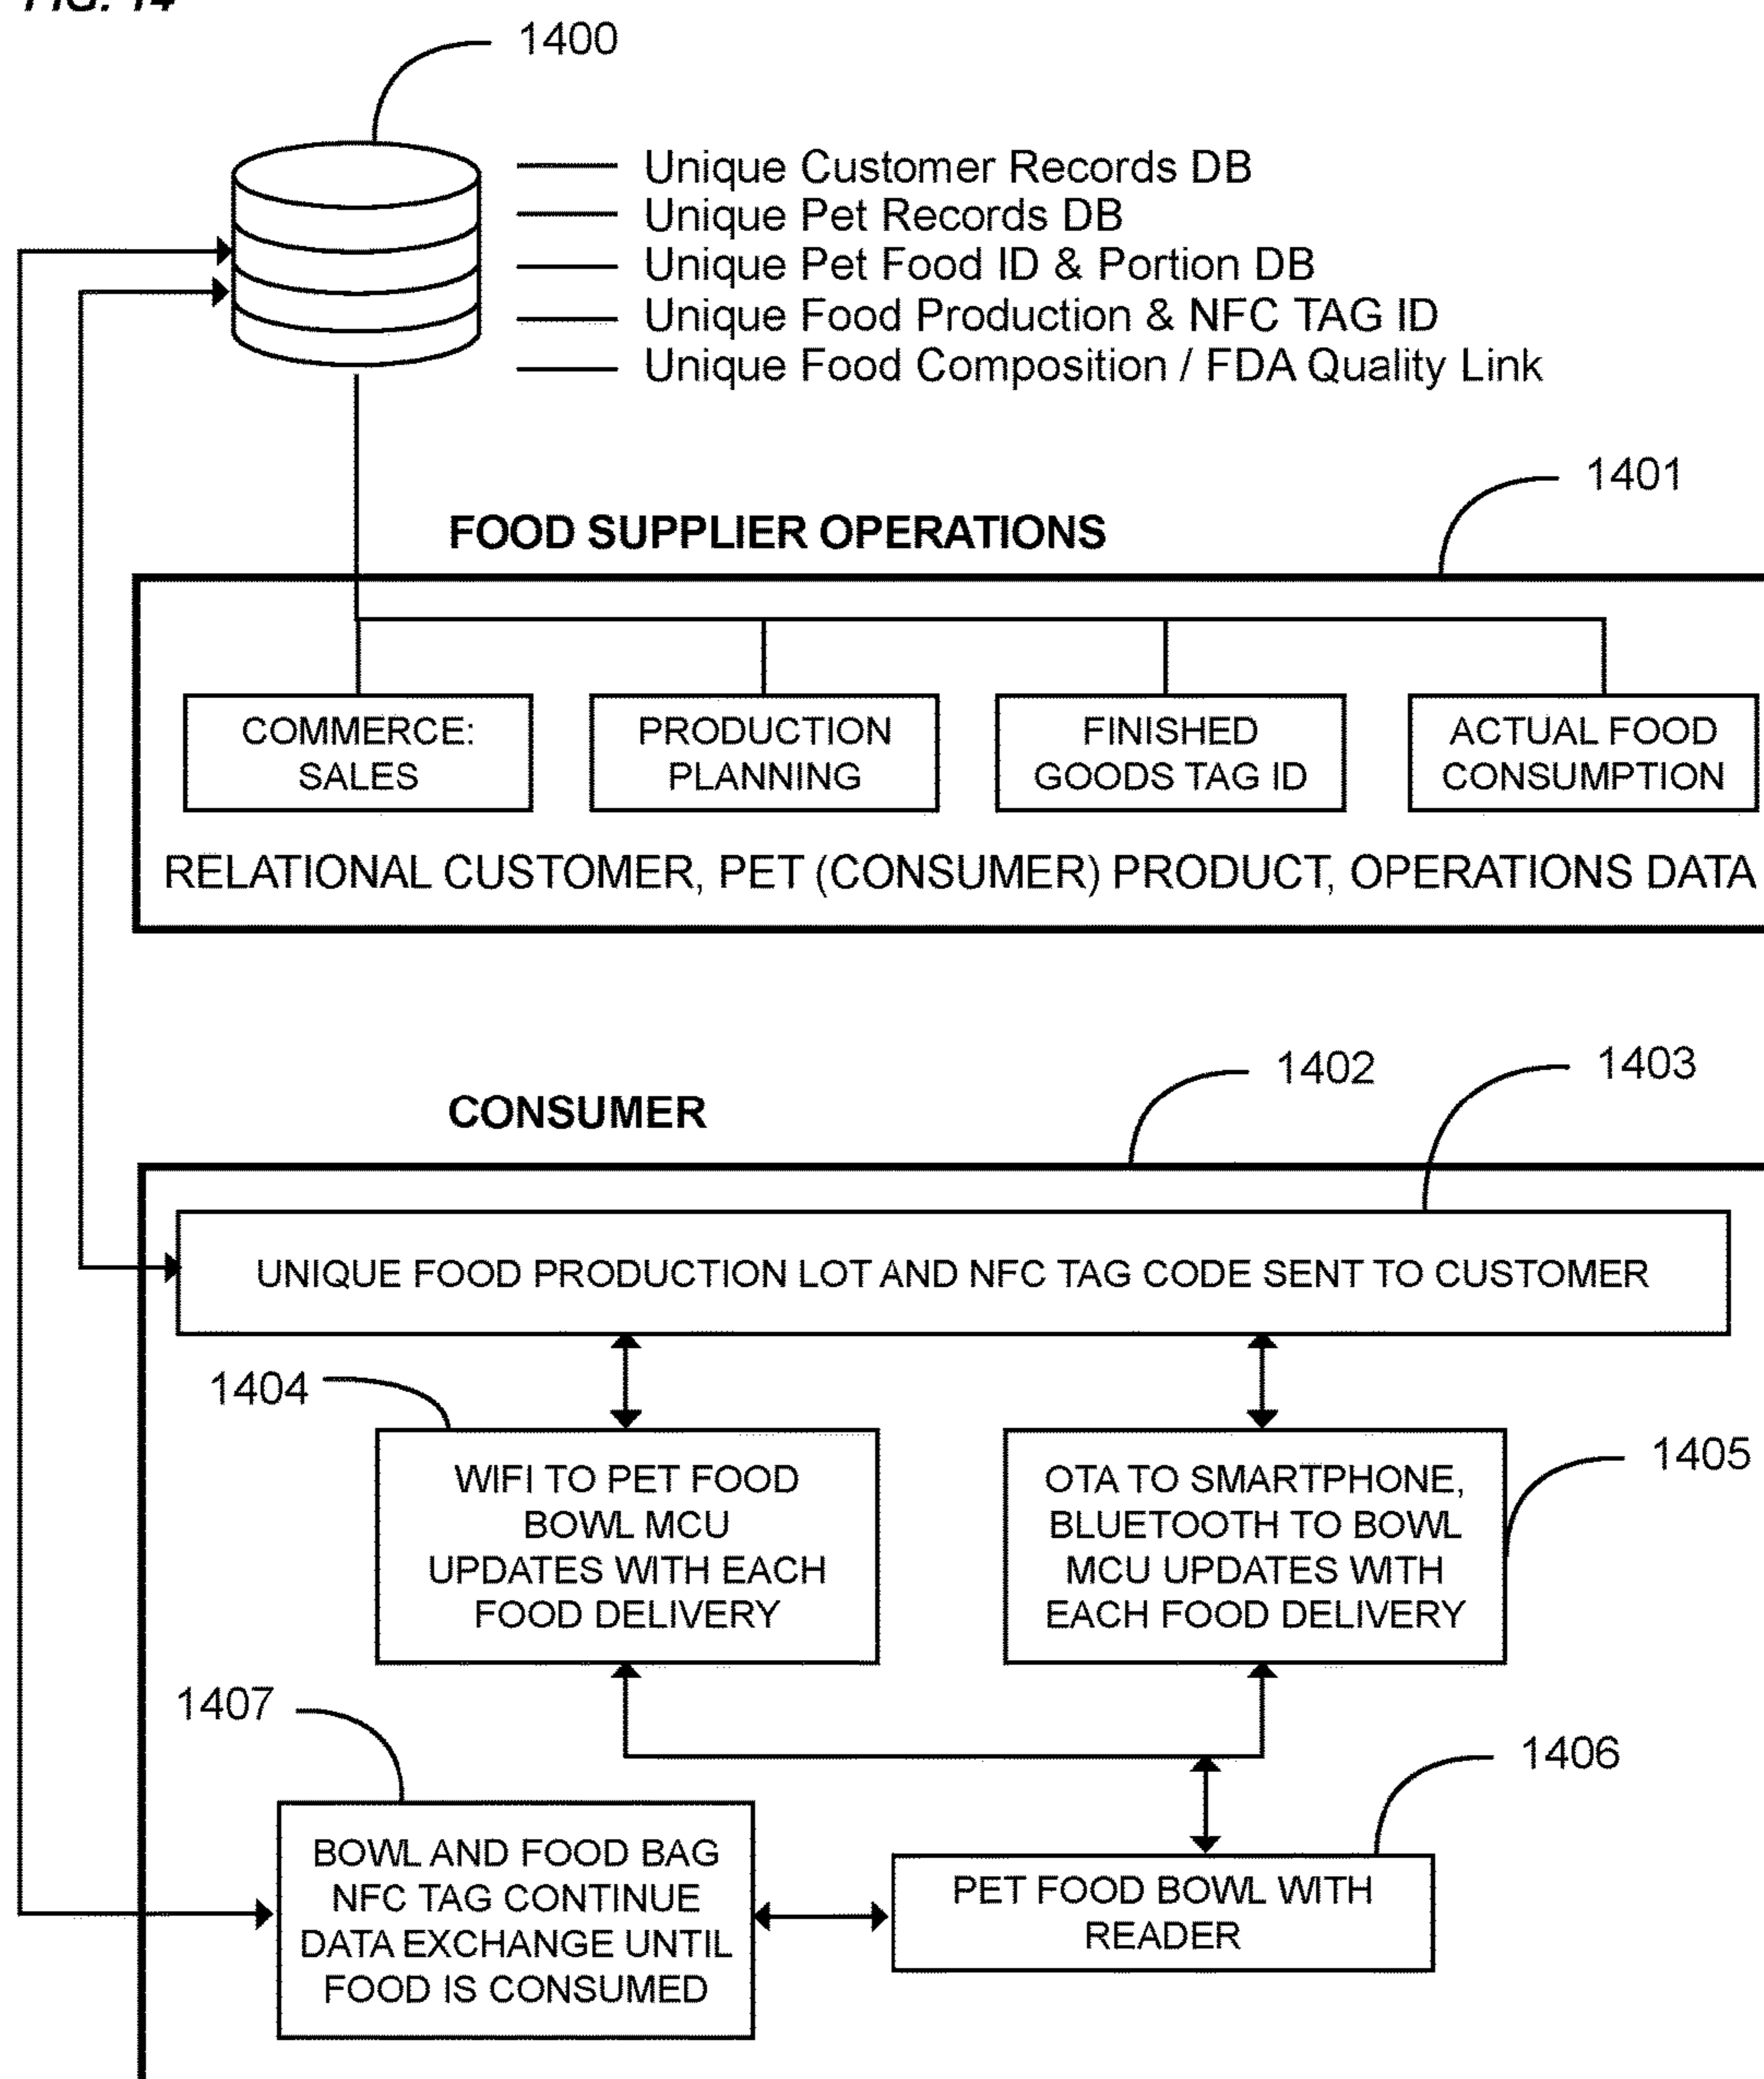 FIG. 14
1400
Unique Customer Records DB
Unique Pet Records DB
Unique Pet Food ID & Portion DB
Unique Food Production & NFC TAG ID
Unique Food Composition / FDA Quality Link
1401
FOOD SUPPLIER OPERATIONS
COMMERCE:
SALES
PRODUCTION
PLANNING
FINISHED
GOODS TAG ID
ACTUAL FOOD
CONSUMPTION
RELATIONAL CUSTOMER, PET (CONSUMER) PRODUCT, OPERATIONS DATA
1402
1403
CONSUMER
UNIQUE FOOD PRODUCTION LOT AND NFC TAG CODE SENT TO CUSTOMER
1404
WIFI TO PET FOOD
BOWL MCU
UPDATES WITH EACH
FOOD DELIVERY
1405
OTA TO SMARTPHONE,
BLUETOOTH TO BOWL
MCU UPDATES WITH
EACH FOOD DELIVERY
1407
BOWL AND FOOD BAG
NFC TAG CONTINUE
DATA EXCHANGE UNTIL
FOOD IS CONSUMED
1406
PET FOOD BOWL WITH
READER